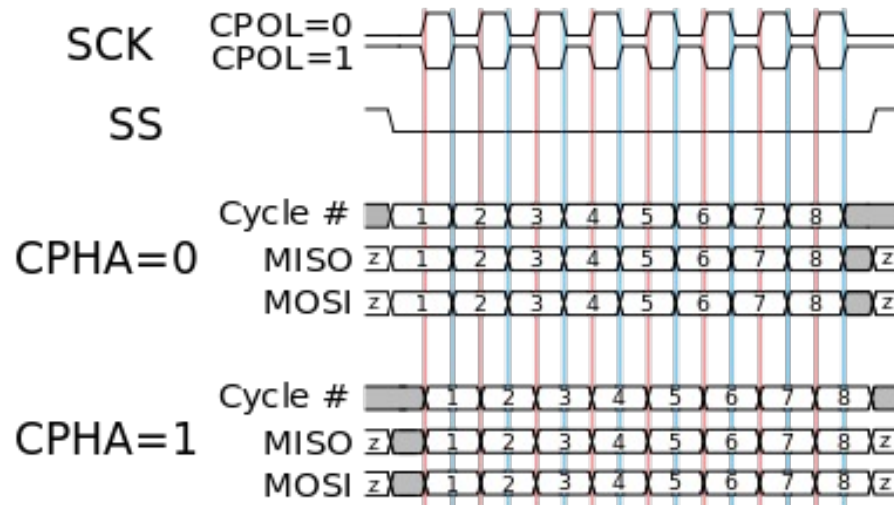 SCK CPOL=0
CPOL=1
SS
Cycle # 1 2 3 4 5 6 7 8
CPHA=0 MISO z 1 2 3 4 5 6 7 8 z
MOSI z 1 2 3 4 5 6 7 8 z
Cycle # 1 2 3 4 5 6 7 8
CPHA=1 MISO z 1 2 3 4 5 6 7 8 z
MOSI z 1 2 3 4 5 6 7 8 z